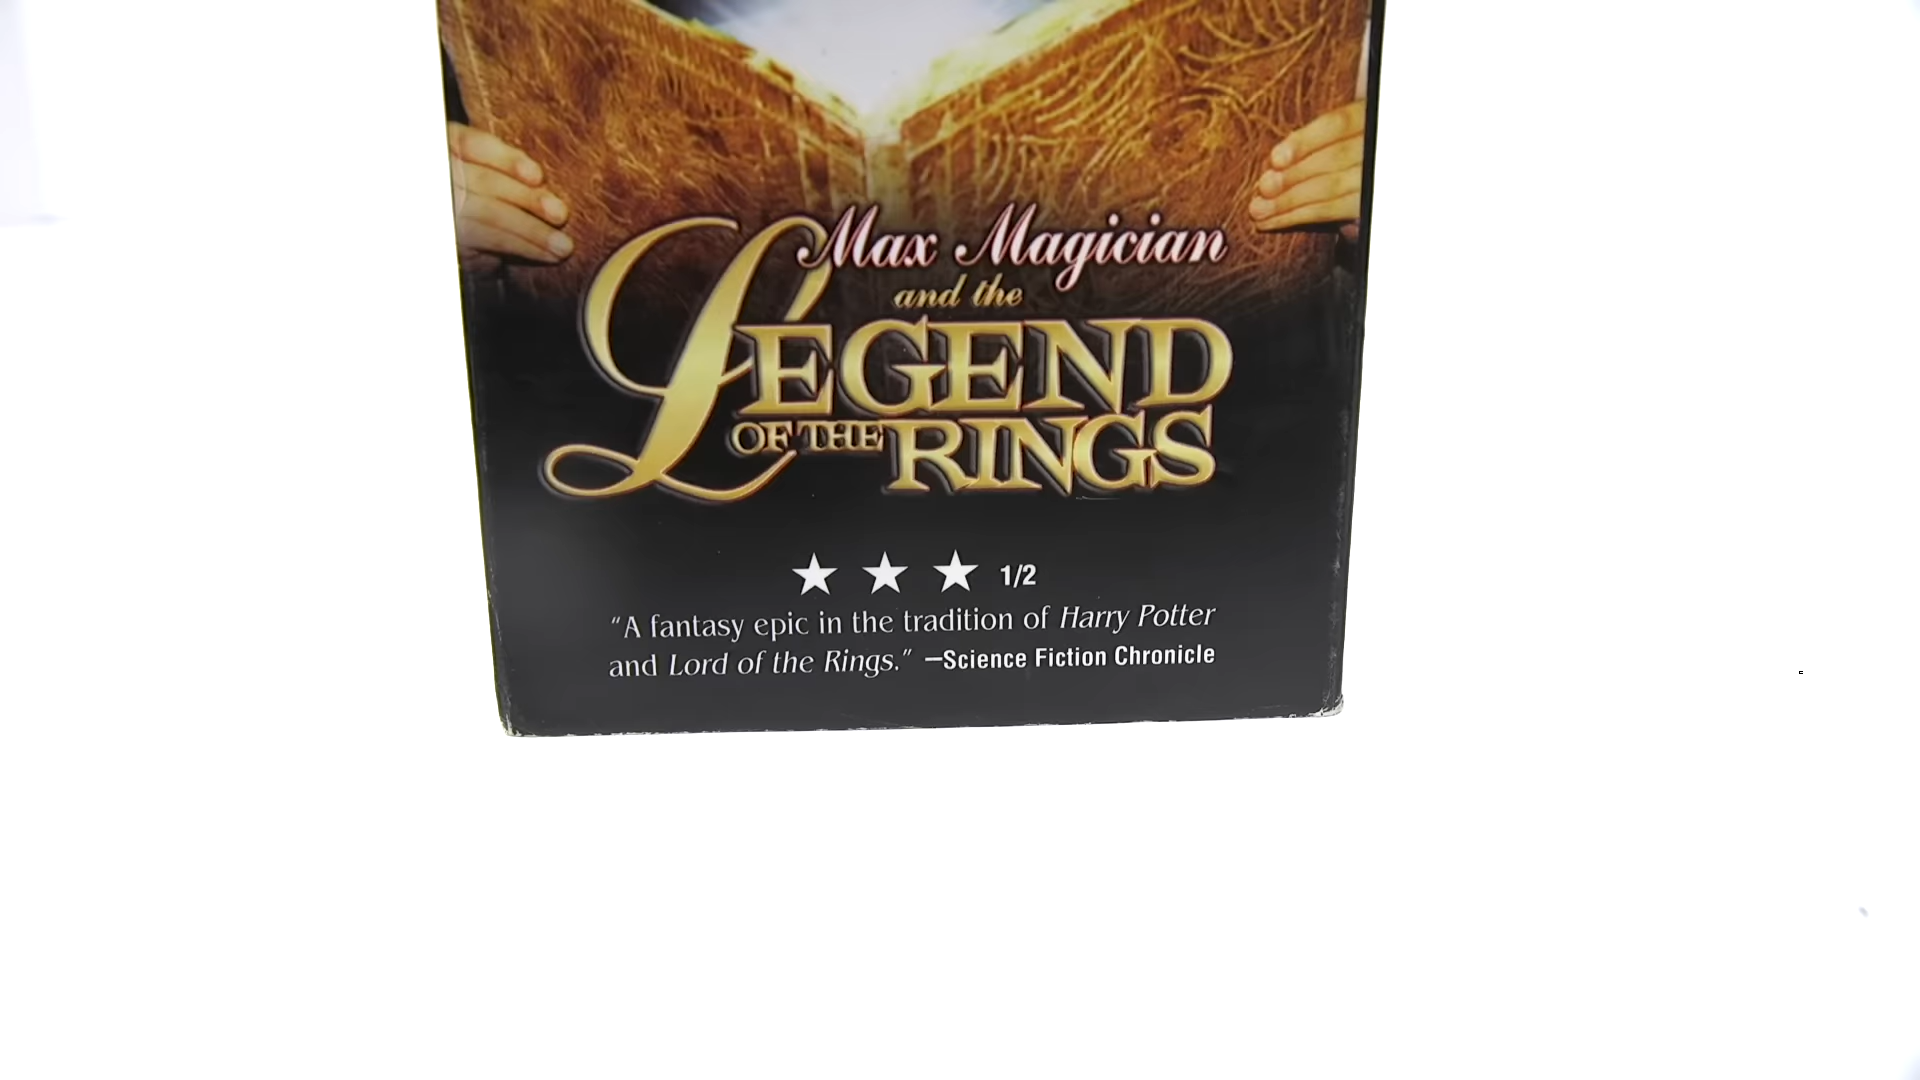 Max Magician
and the
LEGEND
OF THE RINGS
★ ★ ★ 1/2
“A fantasy epic in the tradition of Harry Potter
and Lord of the Rings.” –Science Fiction Chronicle